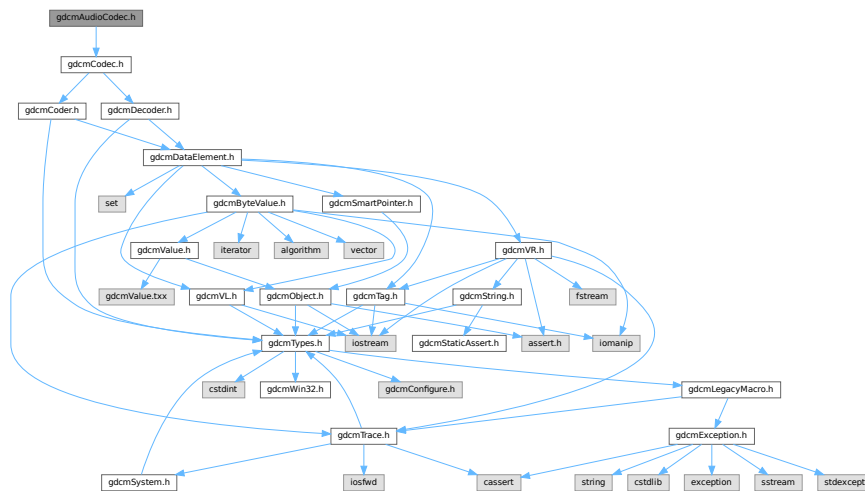 gdcmAudioCodec.h
gdcmCodec.h
gdcmCoder.h
gdcmDecoder.h
gdcmDataElement.h
set
gdcmByteValue.h
gdcmSmartPointer.h
gdcmValue.h
iterator
algorithm
vector
gdcmVR.h
gdcmValue.txx
gdcmVL.h
gdcmObject.h
gdcmTag.h
gdcmString.h
fstream
gdcmTypes.h
iostream
gdcmStaticAssert.h
assert.h
iomanip
cstdint
gdcmWin32.h
gdcmConfigure.h
gdcmLegacyMacro.h
gdcmTrace.h
gdcmException.h
gdcmSystem.h
iosfwd
cassert
string
cstdlib
exception
sstream
stdexcept